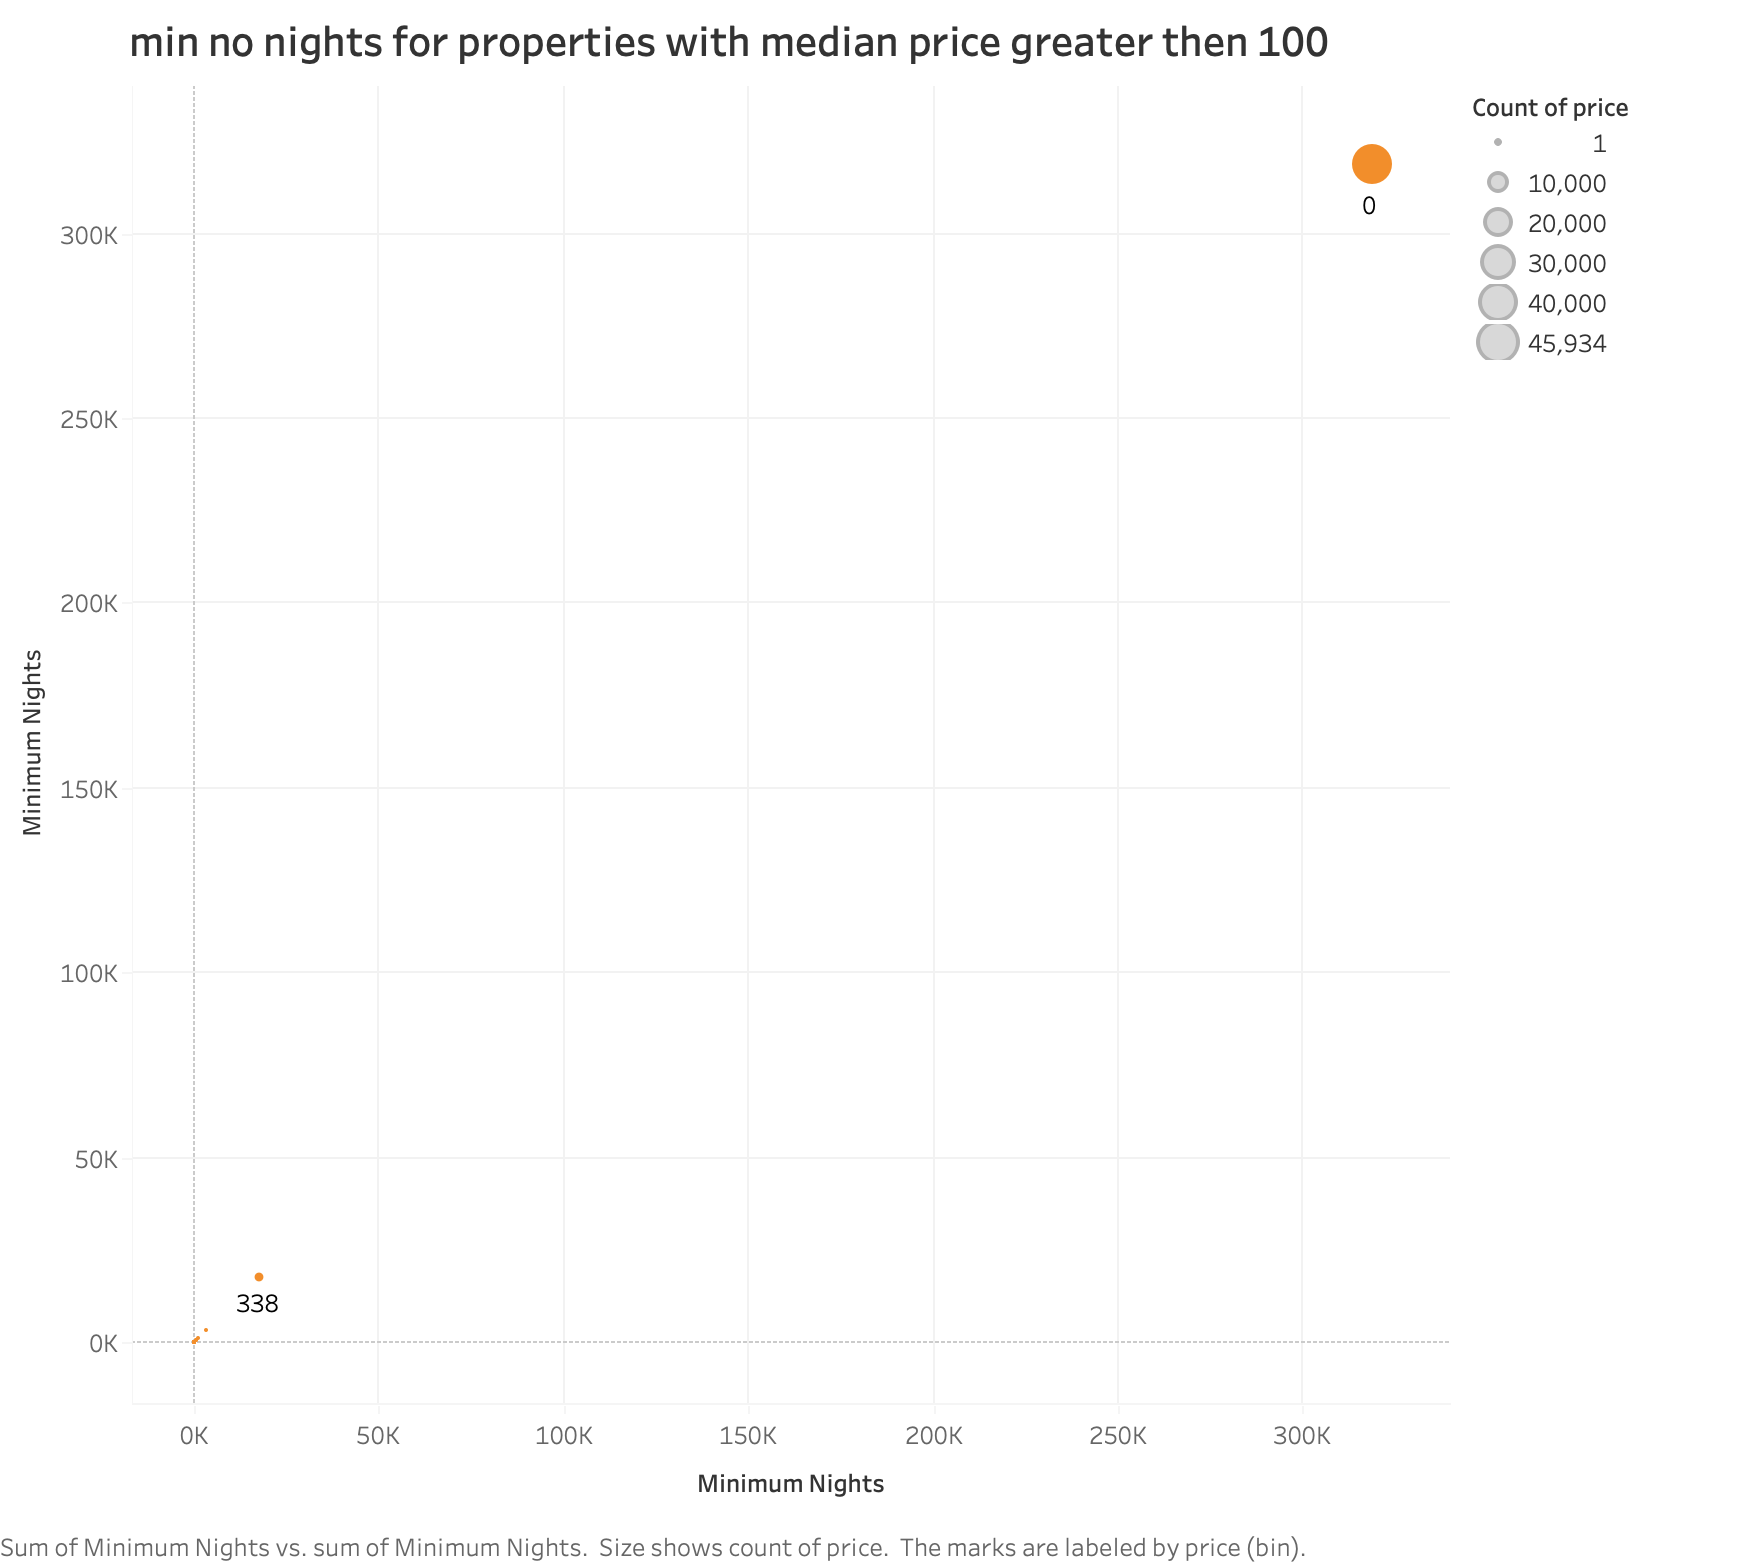 min no nights for properties with median price greater then 100
Count of price
1
10,000
20,000
30,000
40,000
45,934
0
300K
250K
200K
150K
100K
50K
0K
Minimum Nights
338
0K
50K
100K
150K
200K
250K
300K
Minimum Nights
Sum of Minimum Nights vs. sum of Minimum Nights.  Size shows count of price.  The marks are labeled by price (bin).